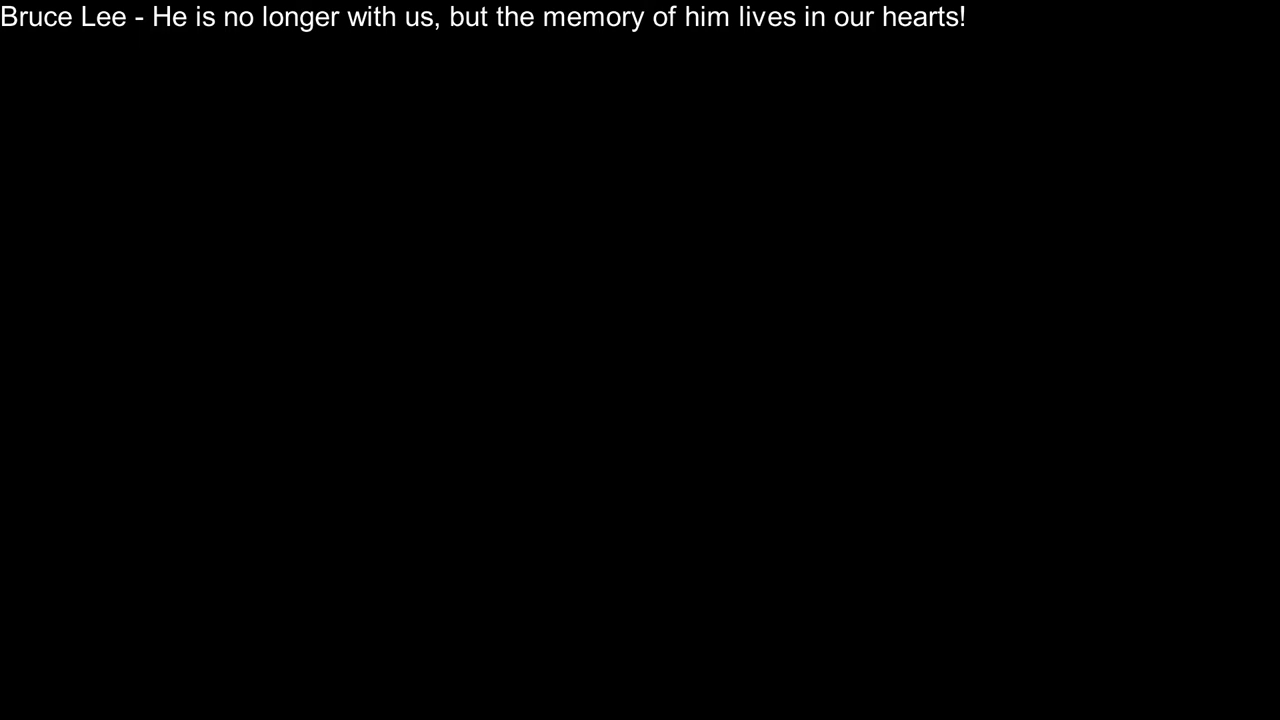 Bruce Lee - He is no longer with us, but the memory of him lives in our hearts!